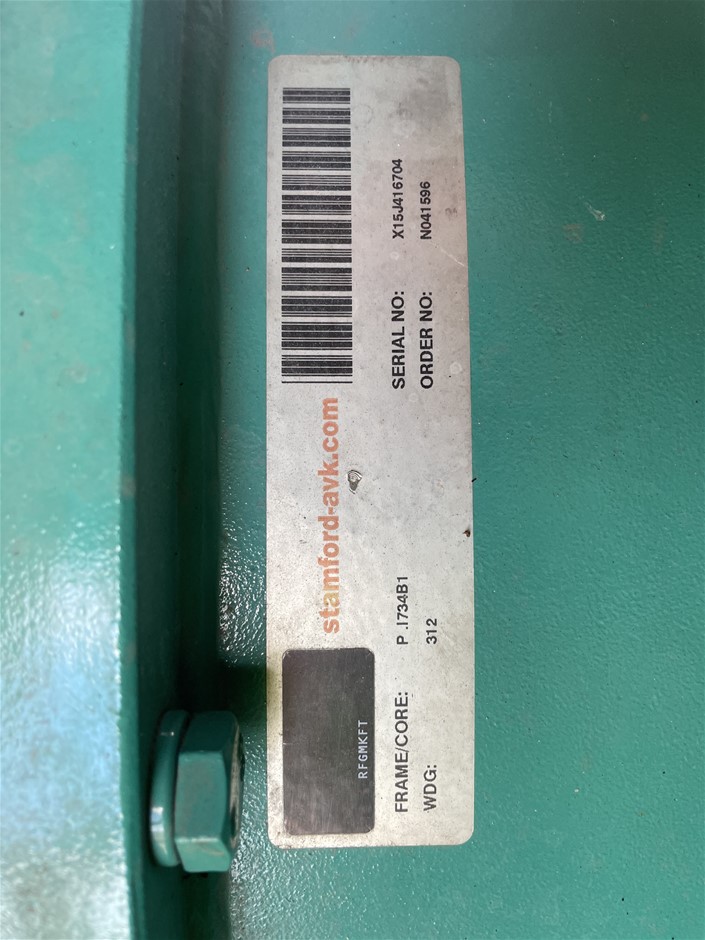 stamford-avk.com
RFGMKFT
FRAME/CORE: P .I734B1
WDG: 312
SERIAL NO: X15J416704
ORDER NO: N041596